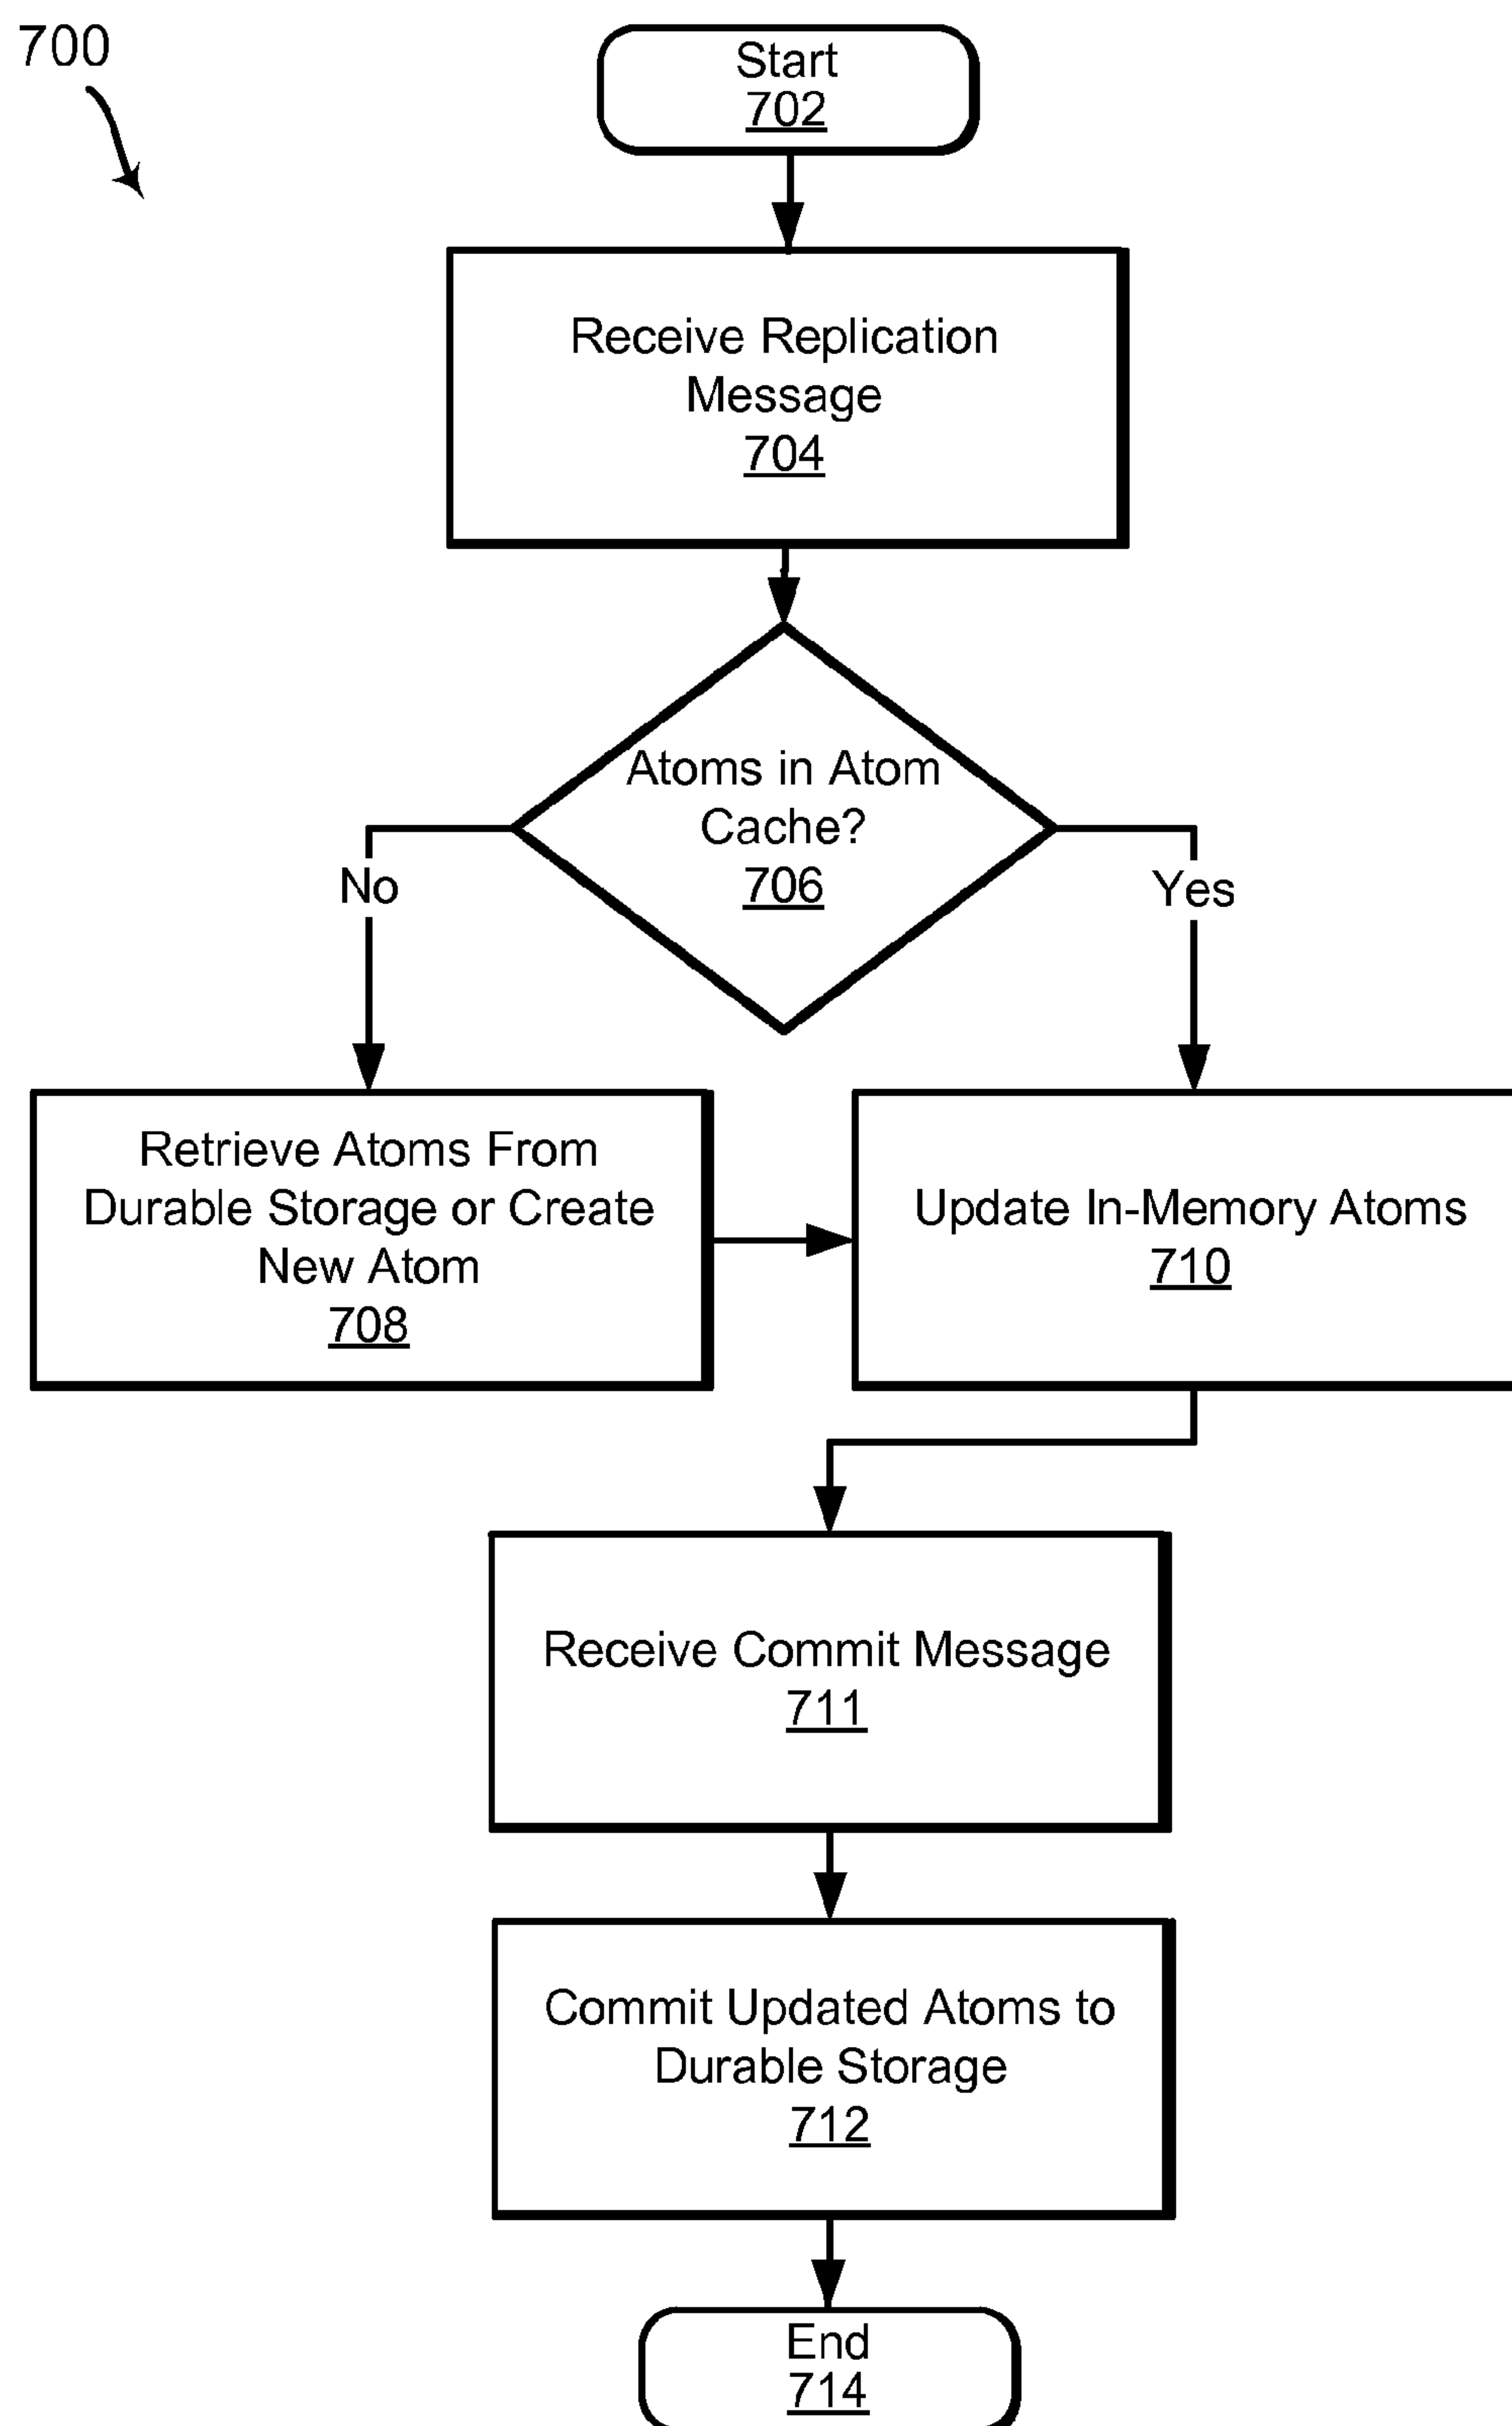 700
Start
702
Receive Replication
Message
704
Atoms in Atom
Cache?
706
No
Yes
Retrieve Atoms From
Durable Storage or Create
New Atom
708
Update In-Memory Atoms
710
Receive Commit Message
711
Commit Updated Atoms to
Durable Storage
712
End
714